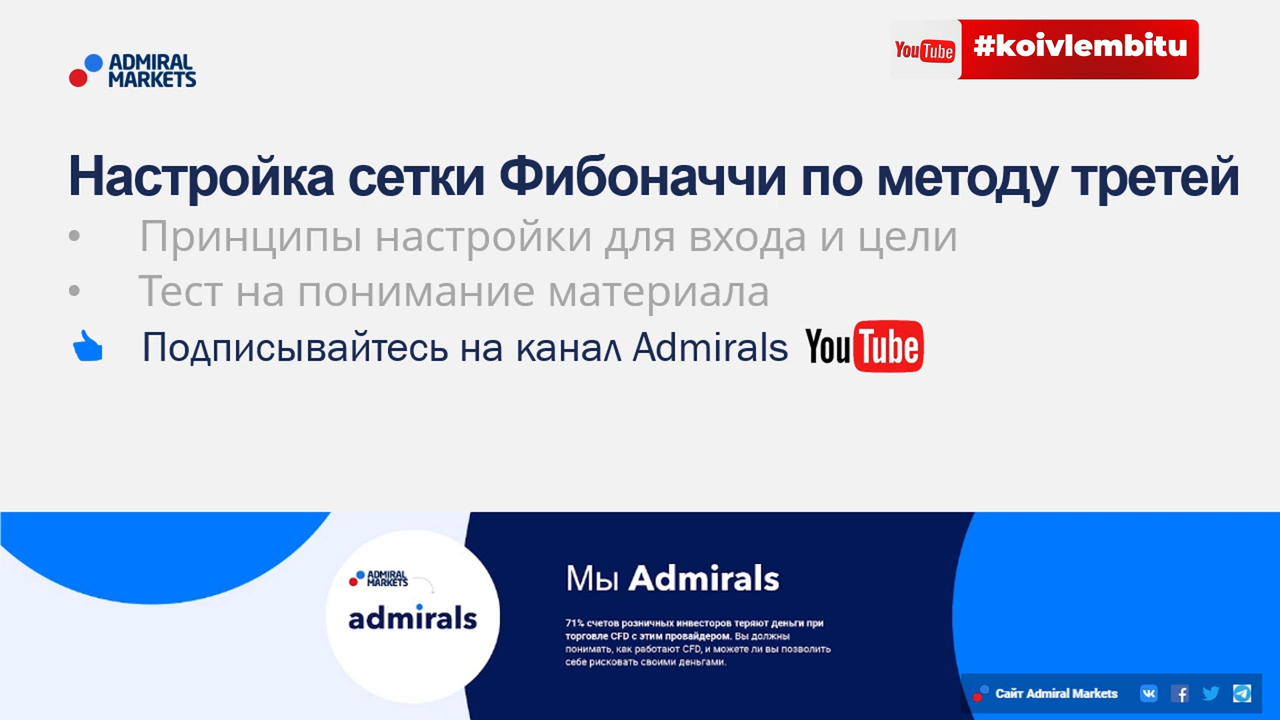 ADMIRAL
MARKETS
YouTube #koivlembitu
Настройка сетки Фибоначчи по методу третей
• Принципы настройки для входа и цели
• Тест на понимание материала
Подписывайтесь на канал Admirals YouTube
ADMIRAL
MARKETS
admirals
Мы Admirals
71% счетов розничных инвесторов теряют деньги при
торговле CFD с этим провайдером. Вы должны
понимать, как работают CFD, и можете ли вы позволить
себе рисковать своими деньгами.
Сайт Admiral Markets